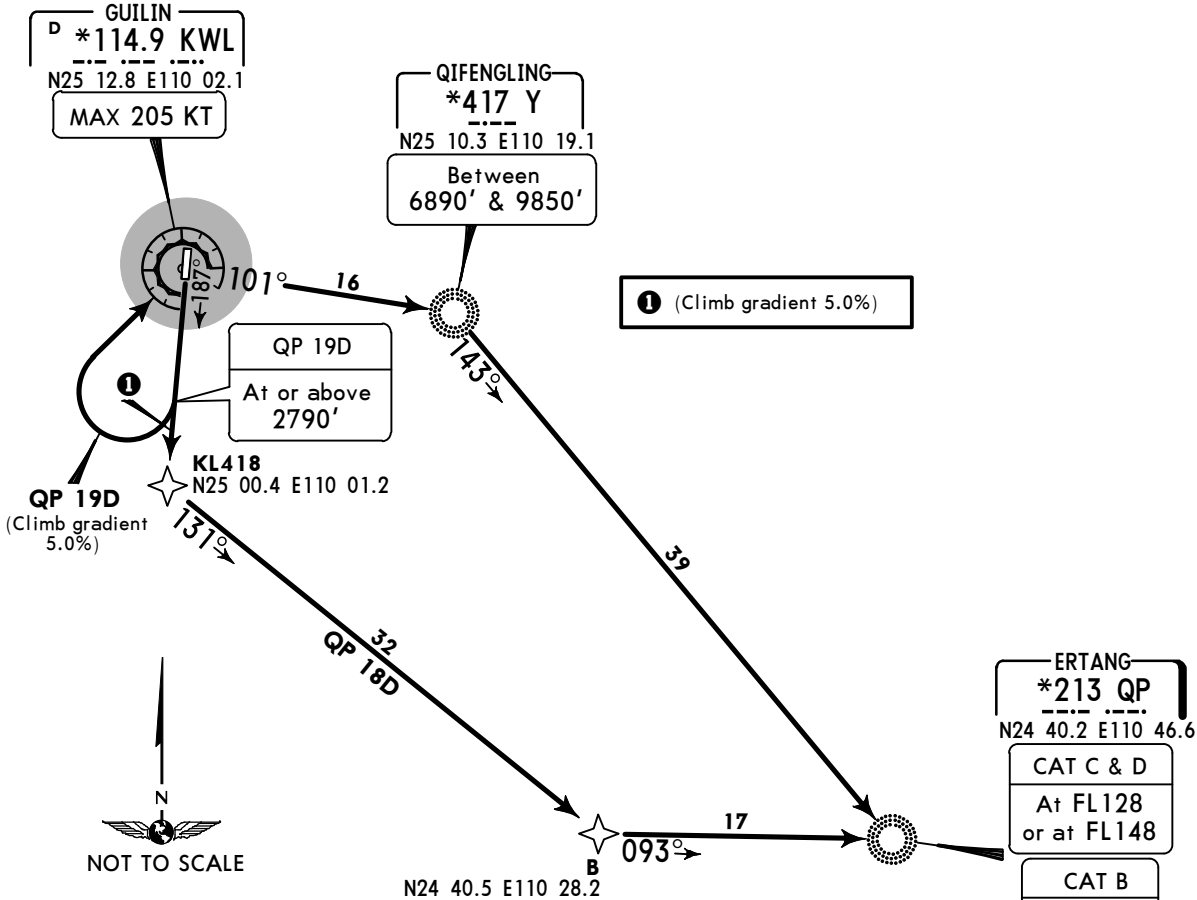 GUILIN
D *114.9 KWL
N25 12.8 E110 02.1
MAX 205 KT
QIFENGLING
*417 Y
N25 10.3 E110 19.1
Between
6890' & 9850'
187°
101°
16
1 (Climb gradient 5.0%)
QP 19D
At or above
2790'
143°
1
KL418
N25 00.4 E110 01.2
QP 19D
(Climb gradient
5.0%)
131°
39
32
QP 18D
ERTANG
*213 QP
N24 40.2 E110 46.6
CAT C & D
At FL128
or at FL148
CAT B
N
NOT TO SCALE
17
093°
B
N24 40.5 E110 28.2